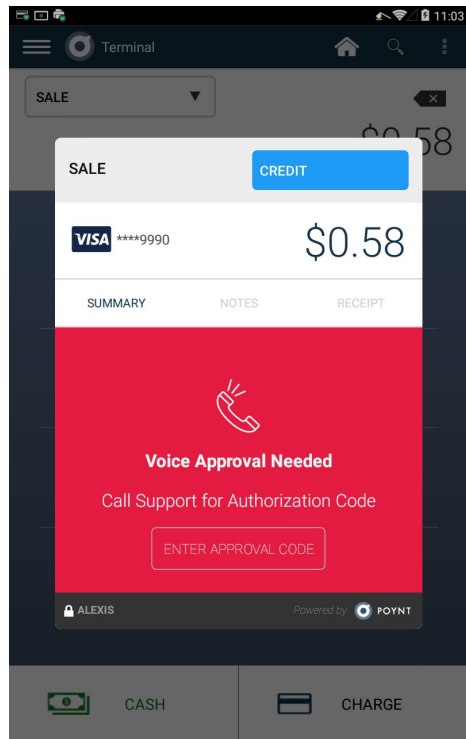 11:03
Terminal
SALE
$0.58
SALE
CREDIT
VISA ****9990
$0.58
SUMMARY NOTES RECEIPT
Voice Approval Needed
Call Support for Authorization Code
ENTER APPROVAL CODE
ALEXIS
Powered by POYNT
CASH
CHARGE